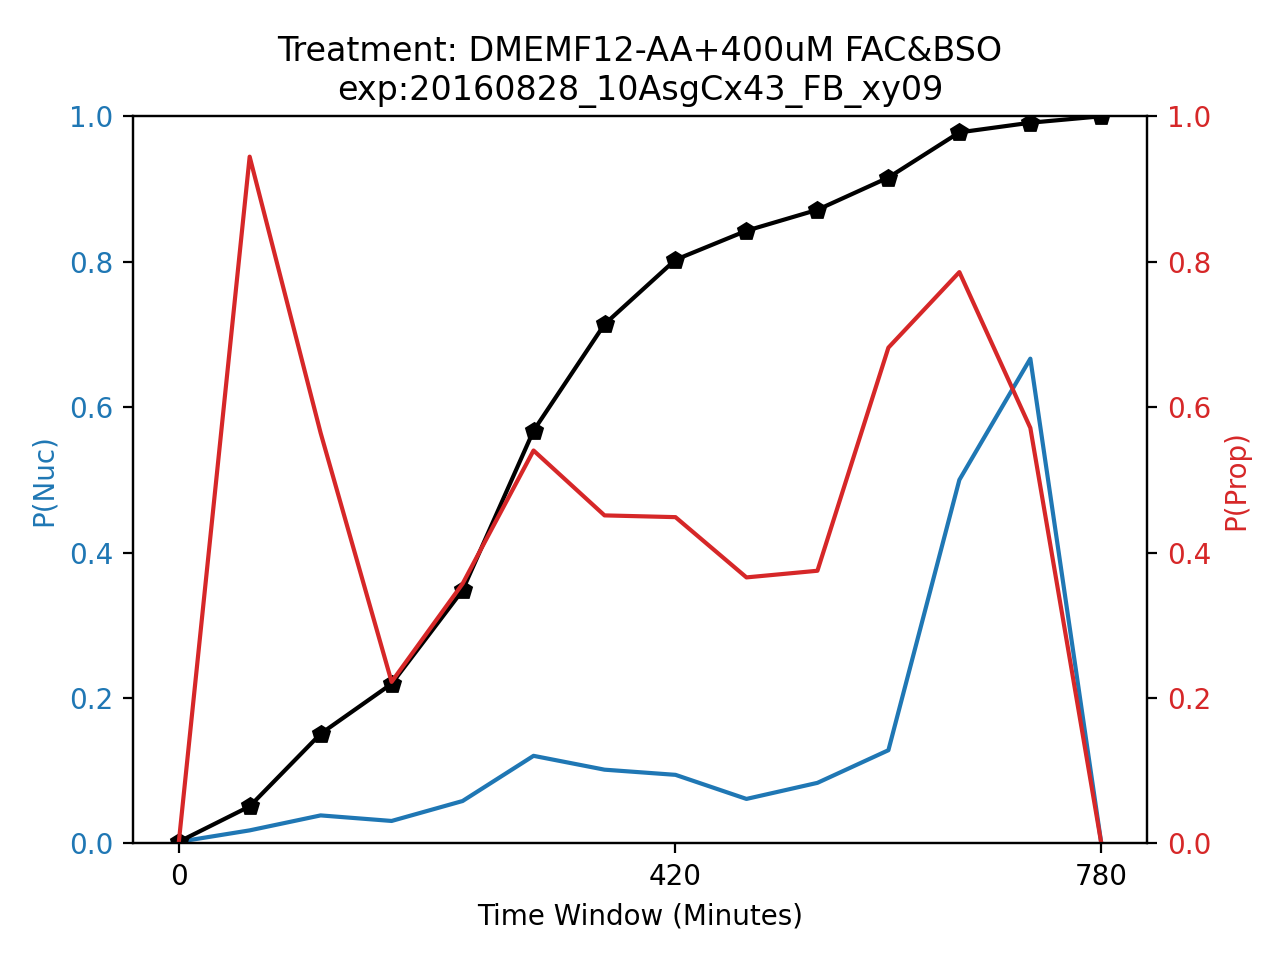 Treatment: DMEMF12-AA+400uM FAC&BSO
exp:20160828_10AsgCx43_FB_xy09
1.0
0.8
0.6
0.4
0.2
0.0
P(Nuc)
1.0
0.8
0.6
0.4
0.2
0.0
P(Prop)
0 420 780
Time Window (Minutes)